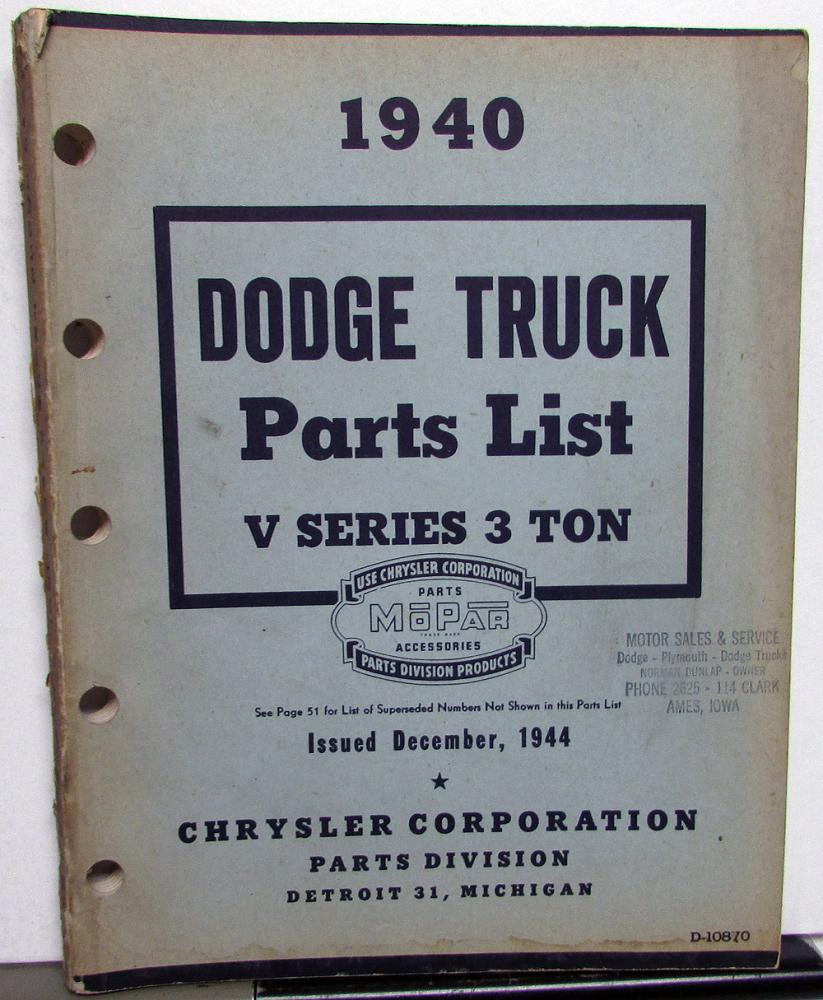 1940
DODGE TRUCK
Parts List
V SERIES 3 TON
USE CHRYSLER CORPORATION
PARTS
MOPAR
TRADE MARK
ACCESSORIES
PARTS DIVISION PRODUCTS
MOTOR SALES & SERVICE
Dodge - Plymouth - Dodge Trucks
NORMAN DUNLAP - OWNER
PHONE 2625 - 114 CLARK
AMES, IOWA
See Page 51 for List of Superseded Numbers Not Shown in this Parts List
Issued December, 1944
★
CHRYSLER CORPORATION
PARTS DIVISION
DETROIT 31, MICHIGAN
D-10870